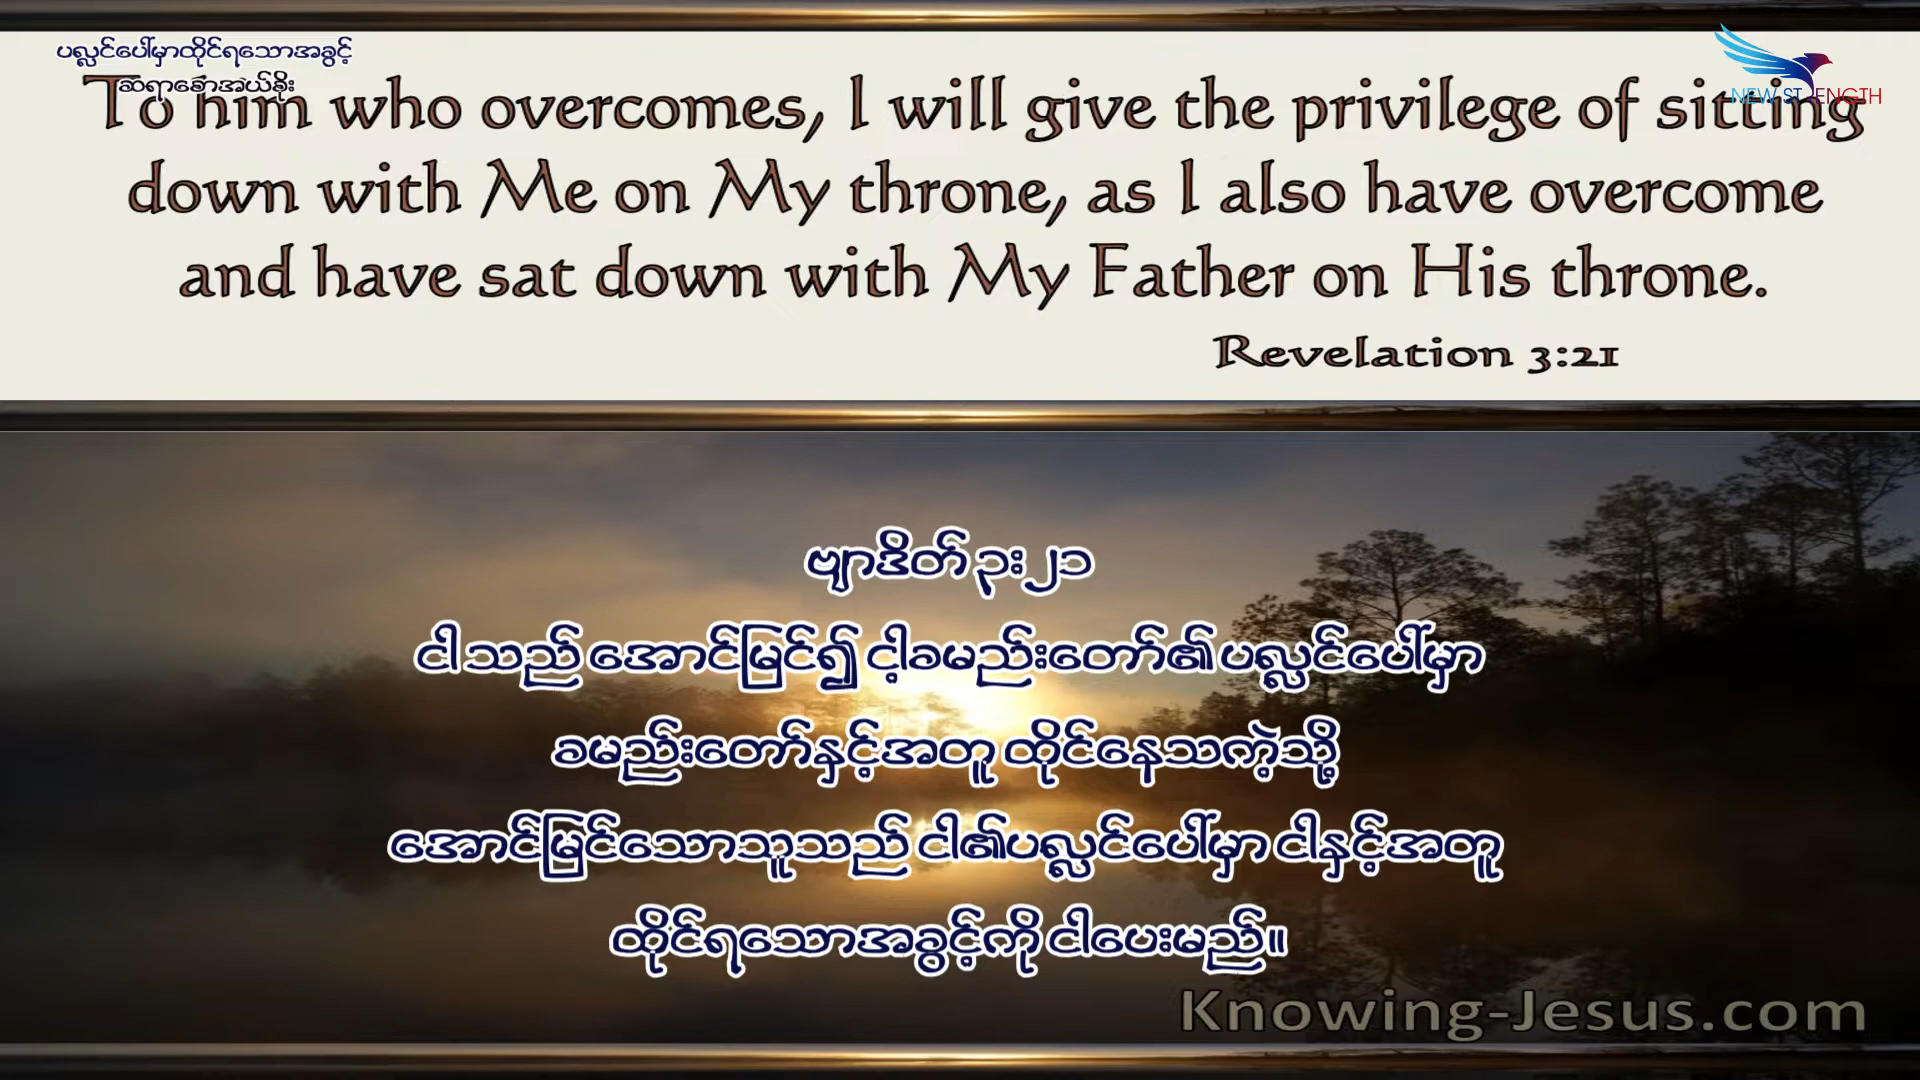 ပလ္လင်ပေါ်မှာထိုင်ရသောအခွင့်
ဆရာခောအယ်ခိုး
NEW STRENGTH
To him who overcomes, I will give the privilege of sitting
down with Me on My throne, as I also have overcome
and have sat down with My Father on His throne.
Revelation 3:21
ဗျာဒိတ် ၃း၂၁
ငါသည် အောင်မြင်၍ ငါ့ခမည်းတော်၏ ပလ္လင်ပေါ်မှာ
ခမည်းတော်နှင့်အတူ ထိုင်နေသကဲ့သို့
အောင်မြင်သောသူသည် ငါ၏ပလ္လင်ပေါ်မှာ ငါနှင့်အတူ
ထိုင်ရသောအခွင့်ကို ငါပေးမည်။
Knowing-Jesus.com